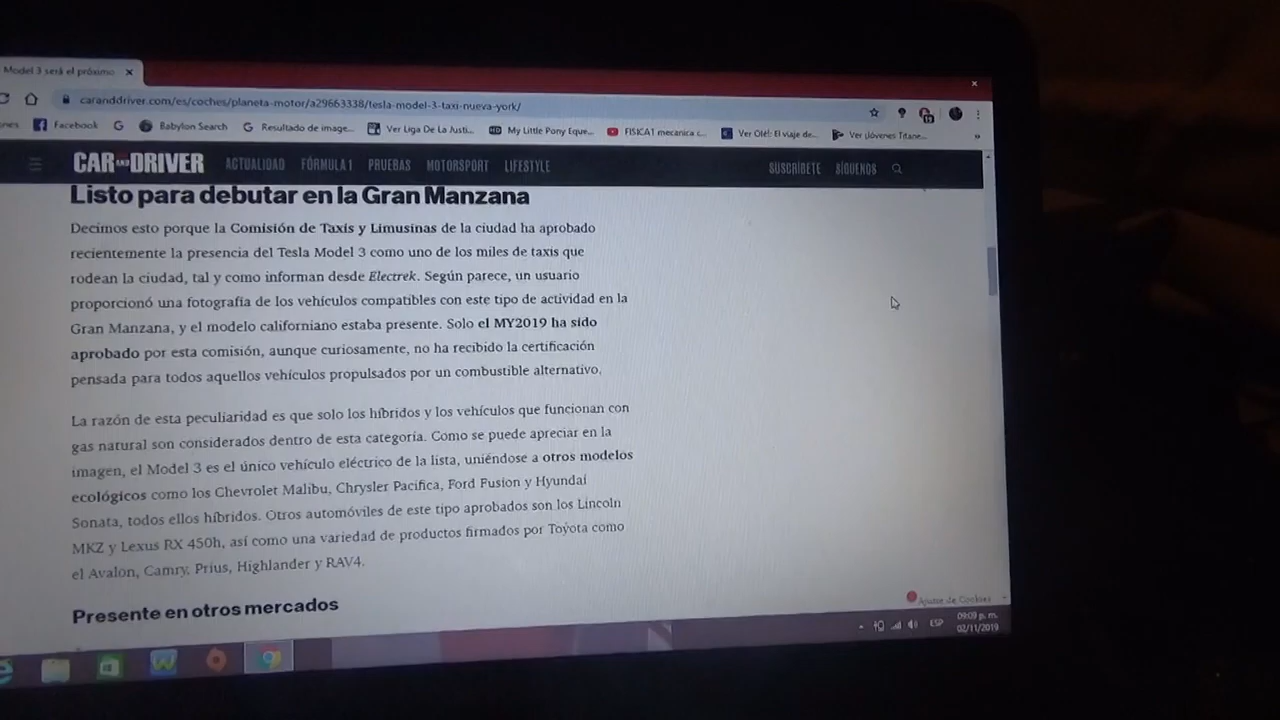 Model 3 será el próximo
caranddriver.com/es/coches/planeta-motor/a29663338/tesla-model-3-taxi-nueva-york/
Facebook
Babylon Search
Resultado de image...
Ver Liga De La Justi...
My Little Pony Eque...
FISICA1 mecanica c...
Ver Olé!: El viaje de...
Ver ¡Jóvenes Titane...
CAR AND DRIVER
ACTUALIDAD
FÓRMULA 1
PRUEBAS
MOTORSPORT
LIFESTYLE
SUSCRÍBETE
SÍGUENOS
Listo para debutar en la Gran Manzana
Decimos esto porque la Comisión de Taxis y Limusinas de la ciudad ha aprobado
recientemente la presencia del Tesla Model 3 como uno de los miles de taxis que
rodean la ciudad, tal y como informan desde Electrek. Según parece, un usuario
proporcionó una fotografía de los vehículos compatibles con este tipo de actividad en la
Gran Manzana, y el modelo californiano estaba presente. Solo el MY2019 ha sido
aprobado por esta comisión, aunque curiosamente, no ha recibido la certificación
pensada para todos aquellos vehículos propulsados por un combustible alternativo.
La razón de esta peculiaridad es que solo los híbridos y los vehículos que funcionan con
gas natural son considerados dentro de esta categoría. Como se puede apreciar en la
imagen, el Model 3 es el único vehículo eléctrico de la lista, uniéndose a otros modelos
ecológicos como los Chevrolet Malibu, Chrysler Pacifica, Ford Fusion y Hyundai
Sonata, todos ellos híbridos. Otros automóviles de este tipo aprobados son los Lincoln
MKZ y Lexus RX 450h, así como una variedad de productos firmados por Toyota como
el Avalon, Camry, Prius, Highlander y RAV4.
Presente en otros mercados
Ajuste de Cookies
ESP
09:09 p. m.
02/11/2019